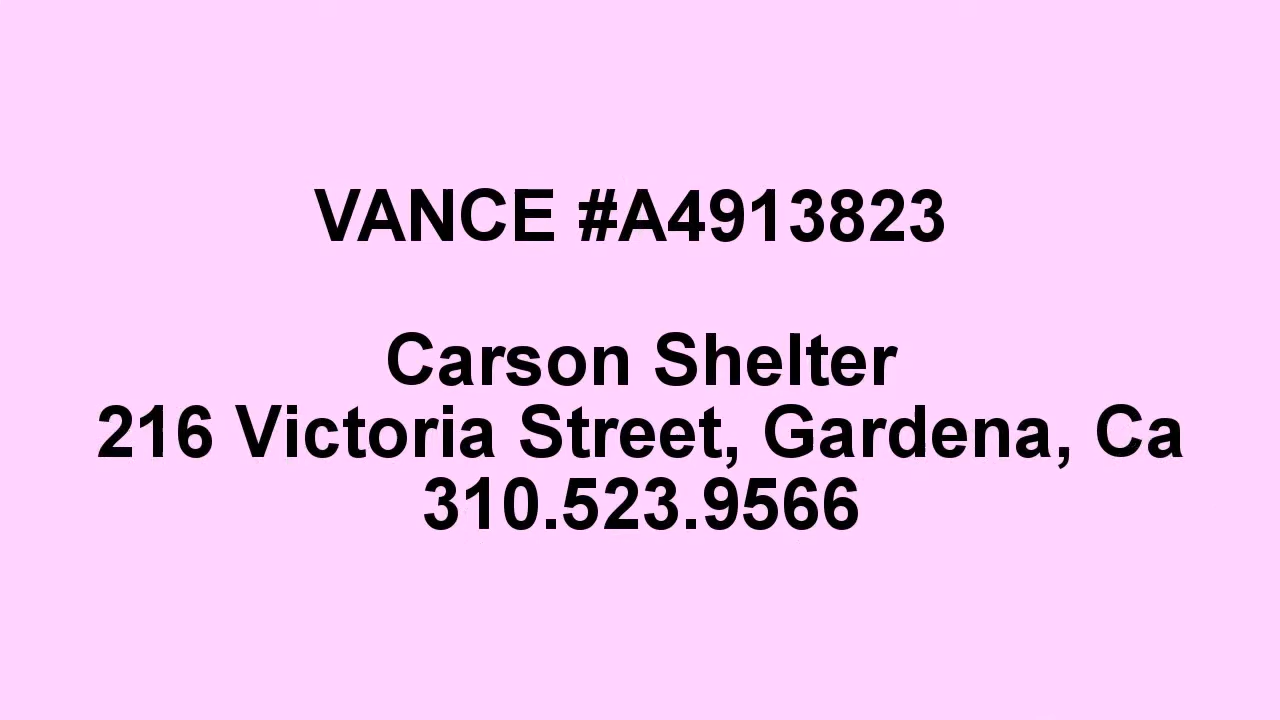 VANCE #A4913823
Carson Shelter
216 Victoria Street, Gardena, Ca
310.523.9566